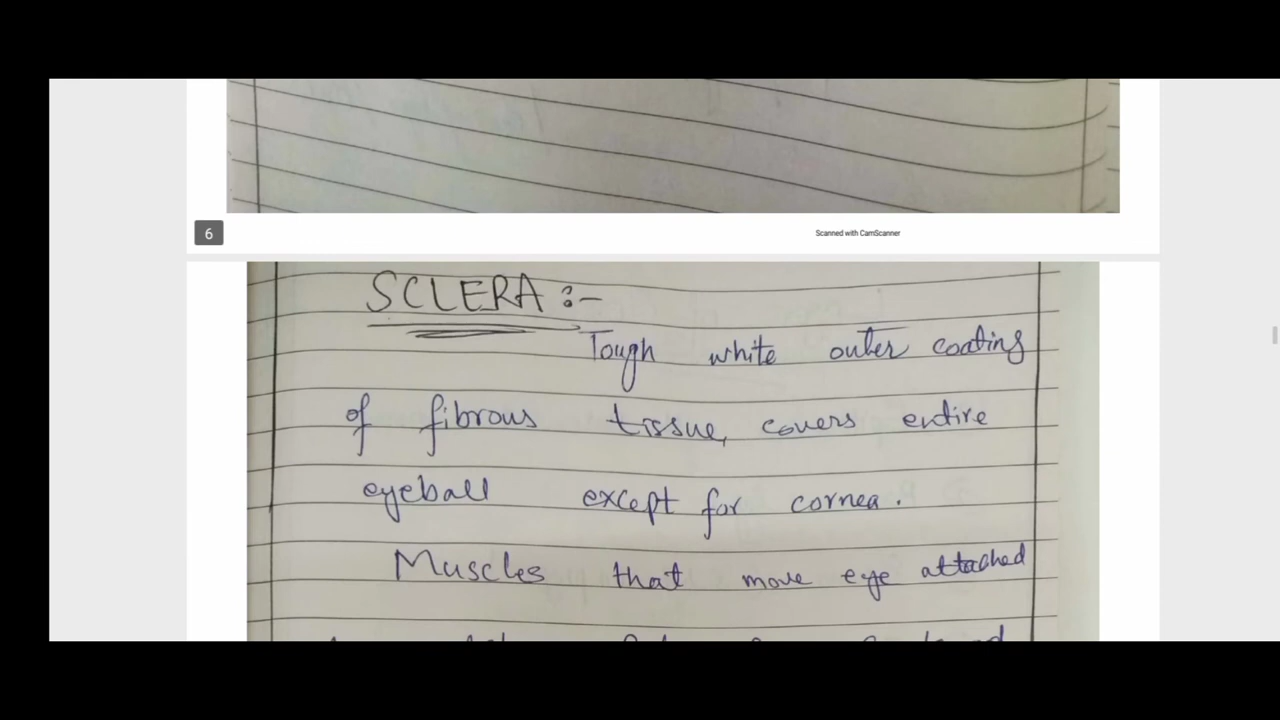 6
Scanned with CamScanner
SCLERA :-
Tough white outer coating
of fibrous tissue, covers entire
eyeball except for cornea.
Muscles that move eye attached